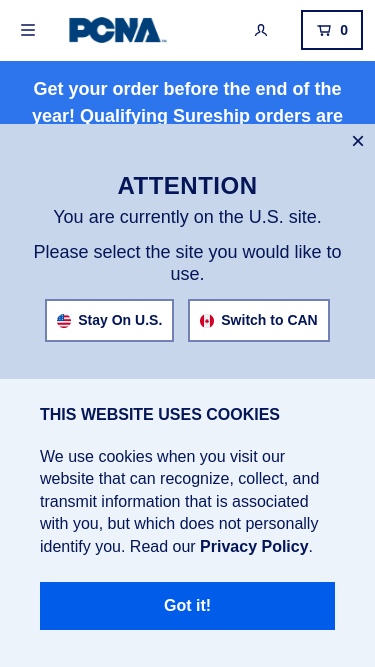 PCNA
0
Get your order before the end of the
year! Qualifying Sureship orders are
ATTENTION
You are currently on the U.S. site.
Please select the site you would like to
use.
Stay On U.S.
Switch to CAN
THIS WEBSITE USES COOKIES
We use cookies when you visit our
website that can recognize, collect, and
transmit information that is associated
with you, but which does not personally
identify you. Read our Privacy Policy.
Got it!